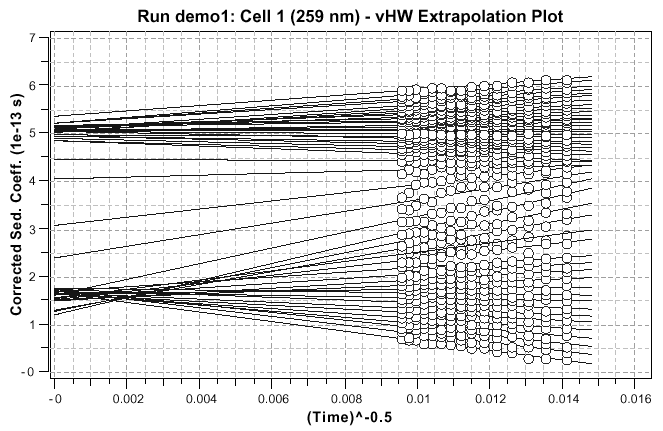 Run demo1: Cell 1 (259 nm) - vHW Extrapolation Plot
Corrected Sed. Coeff. (1e-13 s)
7
6
5
4
3
2
1
-0
-0 0.002 0.004 0.006 0.008 0.01 0.012 0.014 0.016
(Time)^-0.5